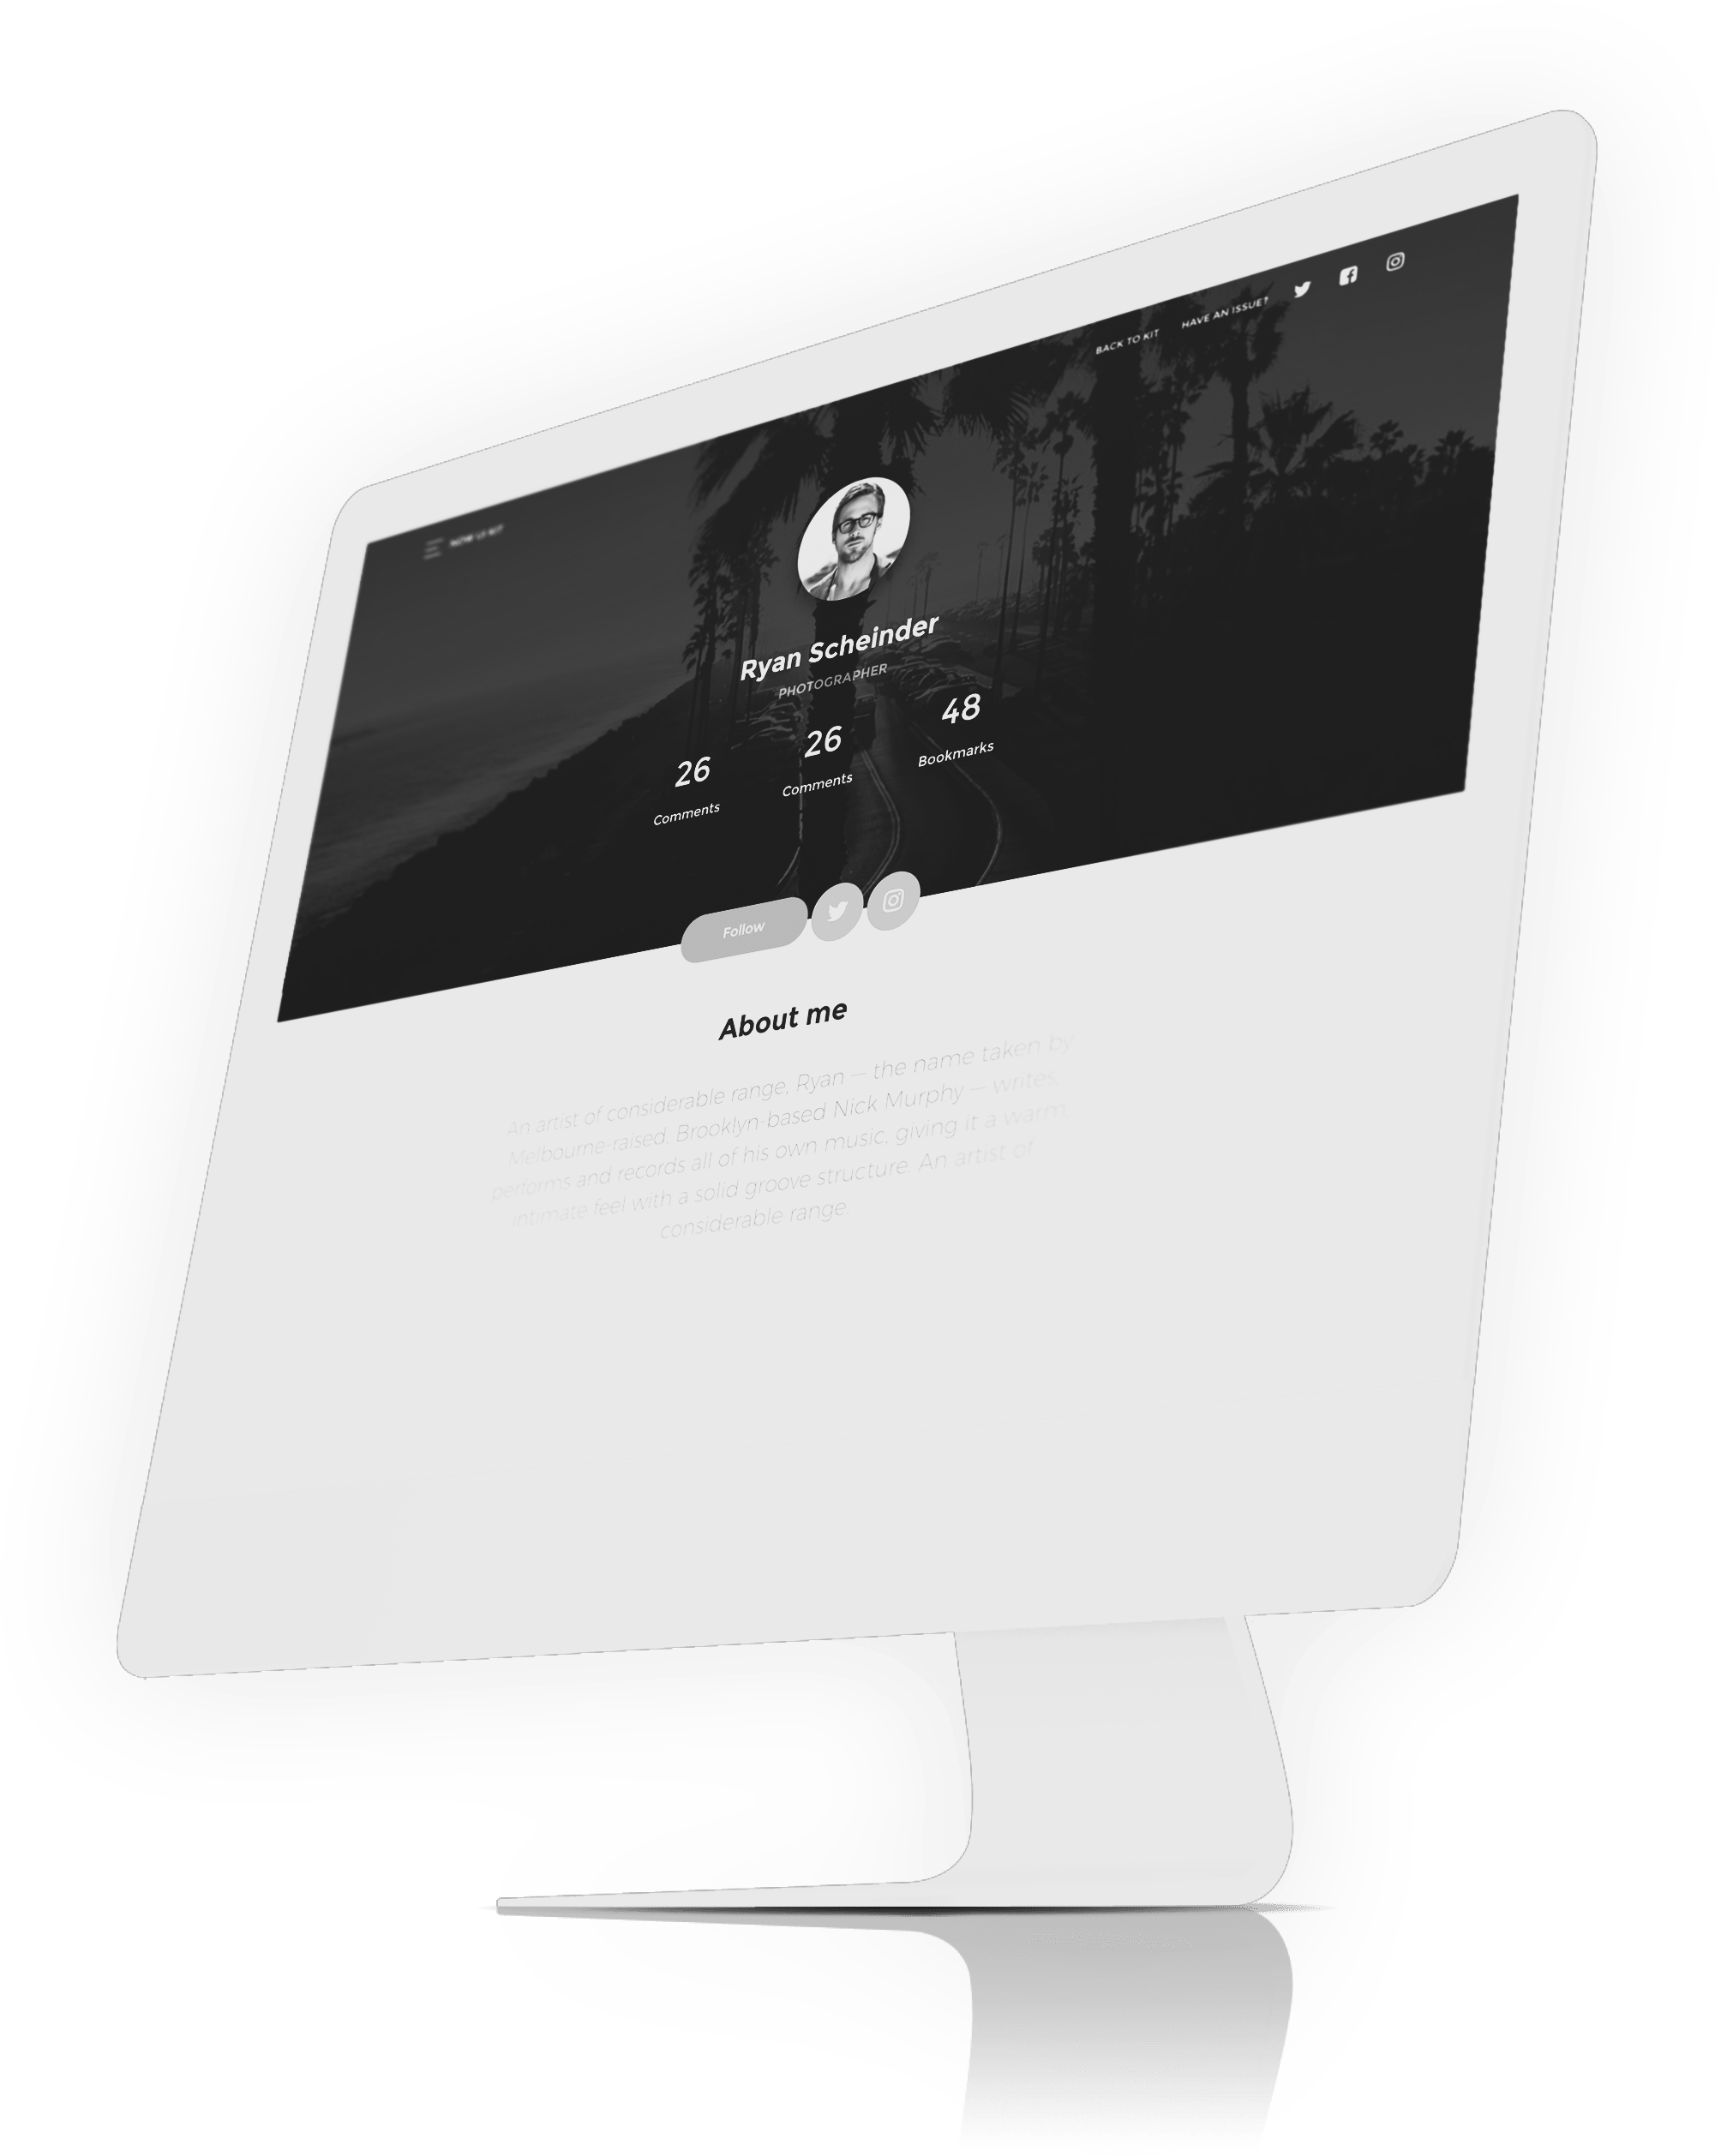 NOW UI KIT
BACK TO KIT
HAVE AN ISSUE?
Ryan Scheinder
PHOTOGRAPHER
26
Comments
26
Comments
48
Bookmarks
Follow
About me
An artist of considerable range, Ryan — the name taken by
Melbourne-raised, Brooklyn-based Nick Murphy — writes,
performs and records all of his own music, giving it a warm,
intimate feel with a solid groove structure. An artist of
considerable range.